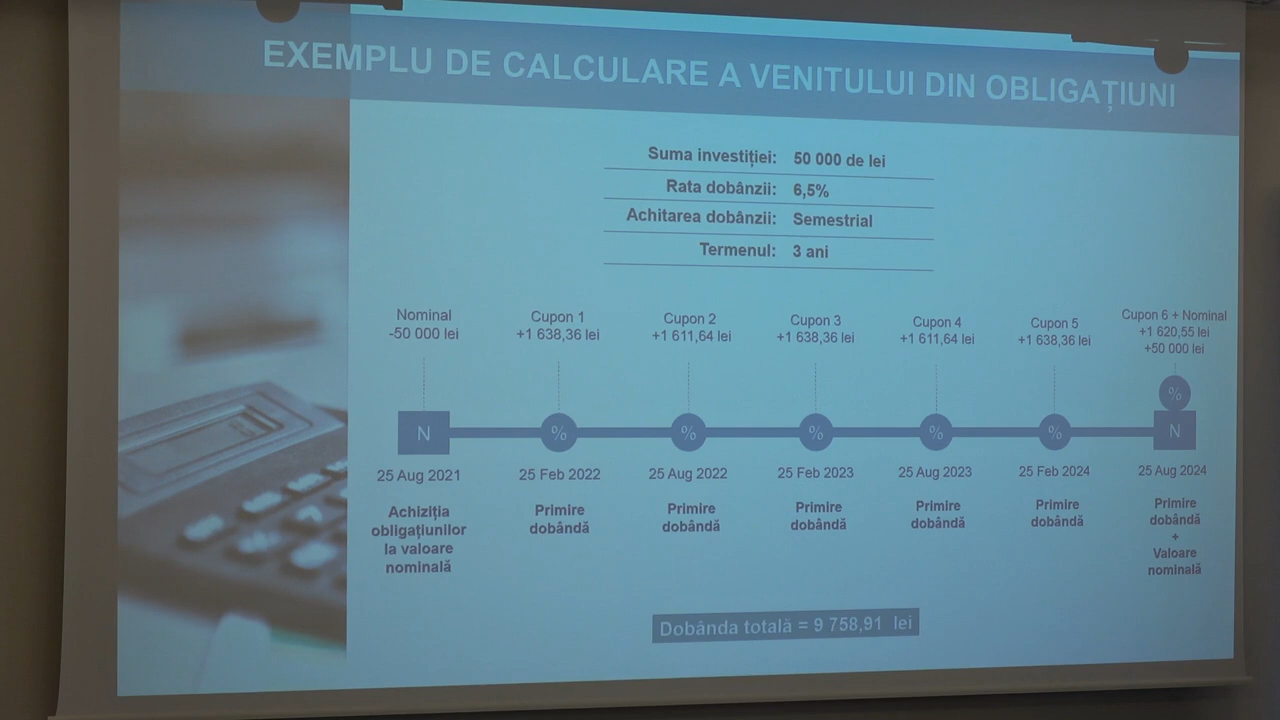 EXEMPLU DE CALCULARE A VENITULUI DIN OBLIGAȚIUNI
Suma investiției: 50 000 de lei
Rata dobânzii: 6,5%
Achitarea dobânzii: Semestrial
Termenul: 3 ani
Nominal
-50 000 lei
Cupon 1
+1 638,36 lei
Cupon 2
+1 611,64 lei
Cupon 3
+1 638,36 lei
Cupon 4
+1 611,64 lei
Cupon 5
+1 638,36 lei
Cupon 6 + Nominal
+1 620,55 lei
+50 000 lei
N
%
%
%
%
%
%
N
25 Aug 2021
25 Feb 2022
25 Aug 2022
25 Feb 2023
25 Aug 2023
25 Feb 2024
25 Aug 2024
Achiziția
obligațiunilor
la valoare
nominală
Primire
dobândă
Primire
dobândă
Primire
dobândă
Primire
dobândă
Primire
dobândă
Primire
dobândă
+
Valoare
nominală
Dobânda totală = 9 758,91 lei